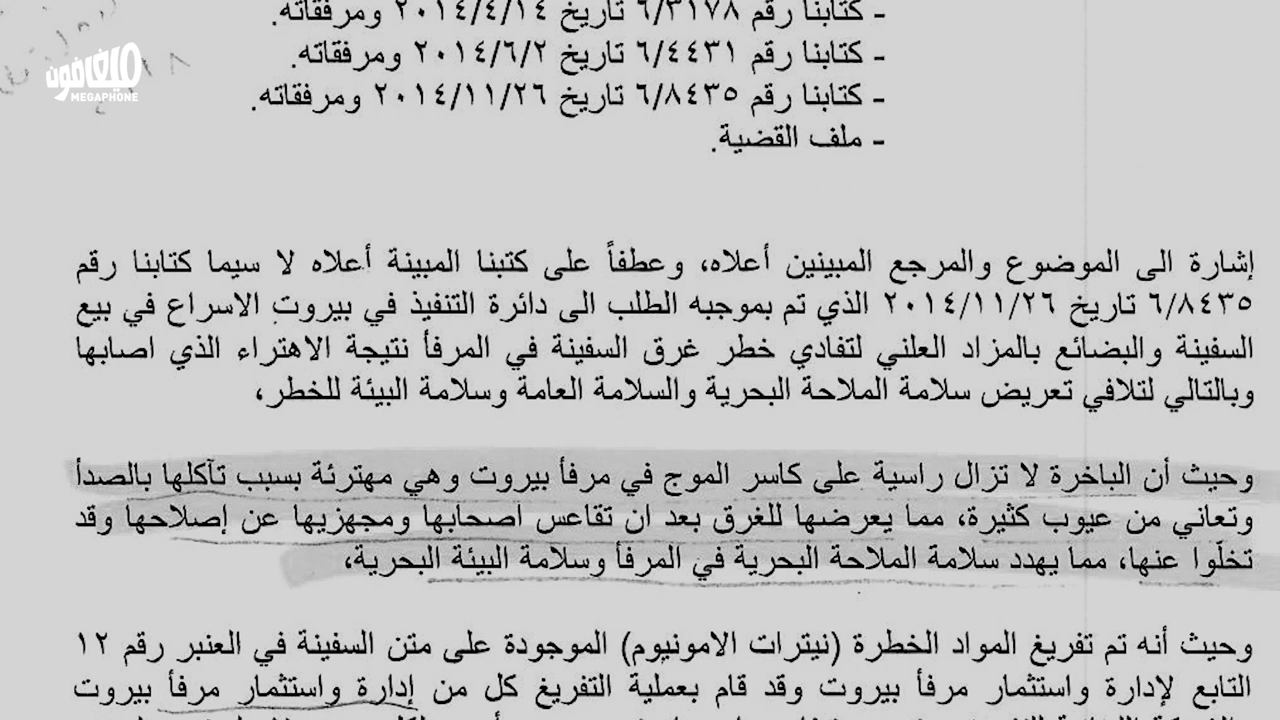 ميغافون
MEGAPHONE
- كتابنا رقم ٦/٣١٧٨ تاريخ ٢٠١٤/٤/١٤ ومرفقاته.
- كتابنا رقم ٦/٤٤٣١ تاريخ ٢٠١٤/٦/٢ ومرفقاته.
- كتابنا رقم ٦/٨٤٣٥ تاريخ ٢٠١٤/١١/٢٦ ومرفقاته.
- ملف القضية.
إشارة الى الموضوع والمرجع المبينين أعلاه، وعطفاً على كتبنا المبينة أعلاه لا سيما كتابنا رقم
٦/٨٤٣٥ تاريخ ٢٠١٤/١١/٢٦ الذي تم بموجبه الطلب الى دائرة التنفيذ في بيروت الاسراع في بيع
السفينة والبضائع بالمزاد العلني لتفادي خطر غرق السفينة في المرفأ نتيجة الاهتراء الذي اصابها
وبالتالي لتلافي تعريض سلامة الملاحة البحرية والسلامة العامة وسلامة البيئة للخطر،
وحيث أن الباخرة لا تزال راسية على كاسر الموج في مرفأ بيروت وهي مهترئة بسبب تآكلها بالصدأ
وتعاني من عيوب كثيرة، مما يعرضها للغرق بعد ان تقاعس اصحابها ومجهزيها عن إصلاحها وقد
تخلّوا عنها، مما يهدد سلامة الملاحة البحرية في المرفأ وسلامة البيئة البحرية،
وحيث أنه تم تفريغ المواد الخطرة (نيترات الامونيوم) الموجودة على متن السفينة في العنبر رقم ١٢
التابع لإدارة واستثمار مرفأ بيروت وقد قام بعملية التفريغ كل من إدارة واستثمار مرفأ بيروت